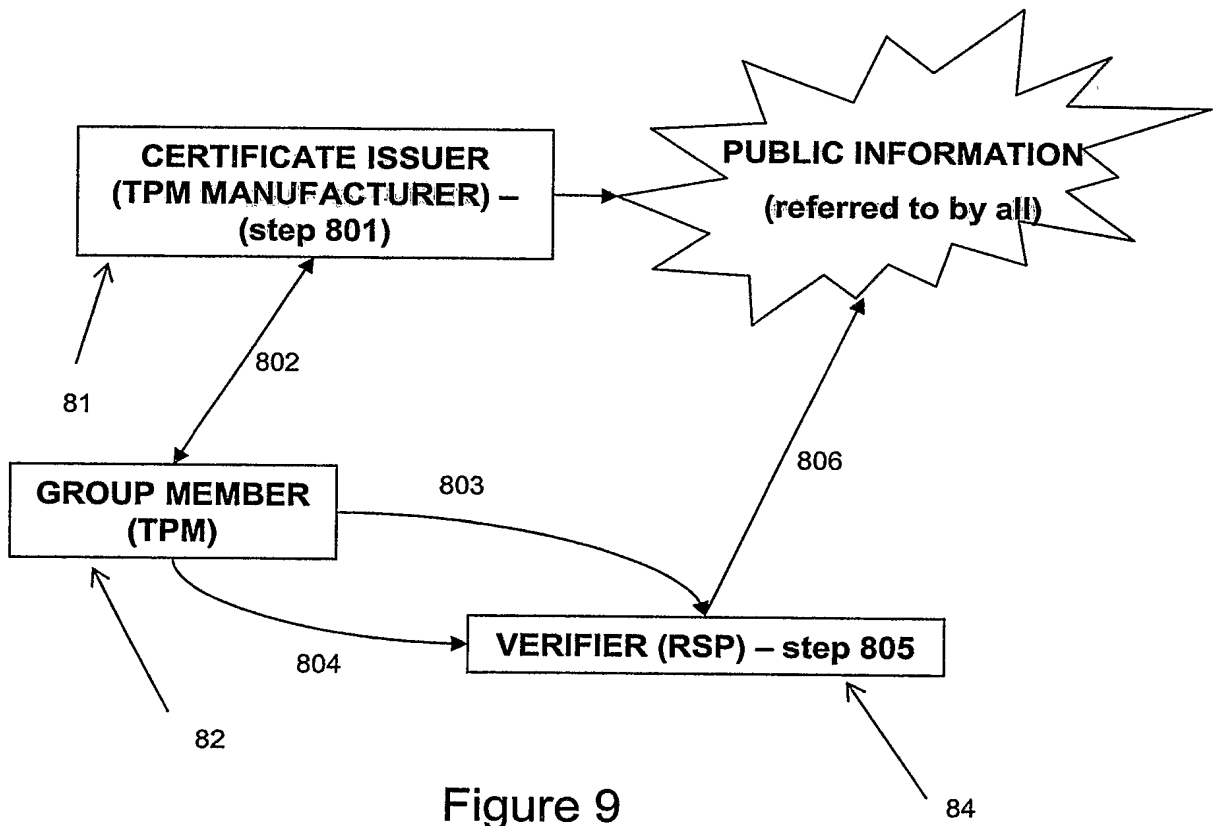 CERTIFICATE ISSUER
(TPM MANUFACTURER) –
(step 801)
PUBLIC INFORMATION
(referred to by all)
802
81
806
803
GROUP MEMBER
(TPM)
804
VERIFIER (RSP) – step 805
82
84
Figure 9